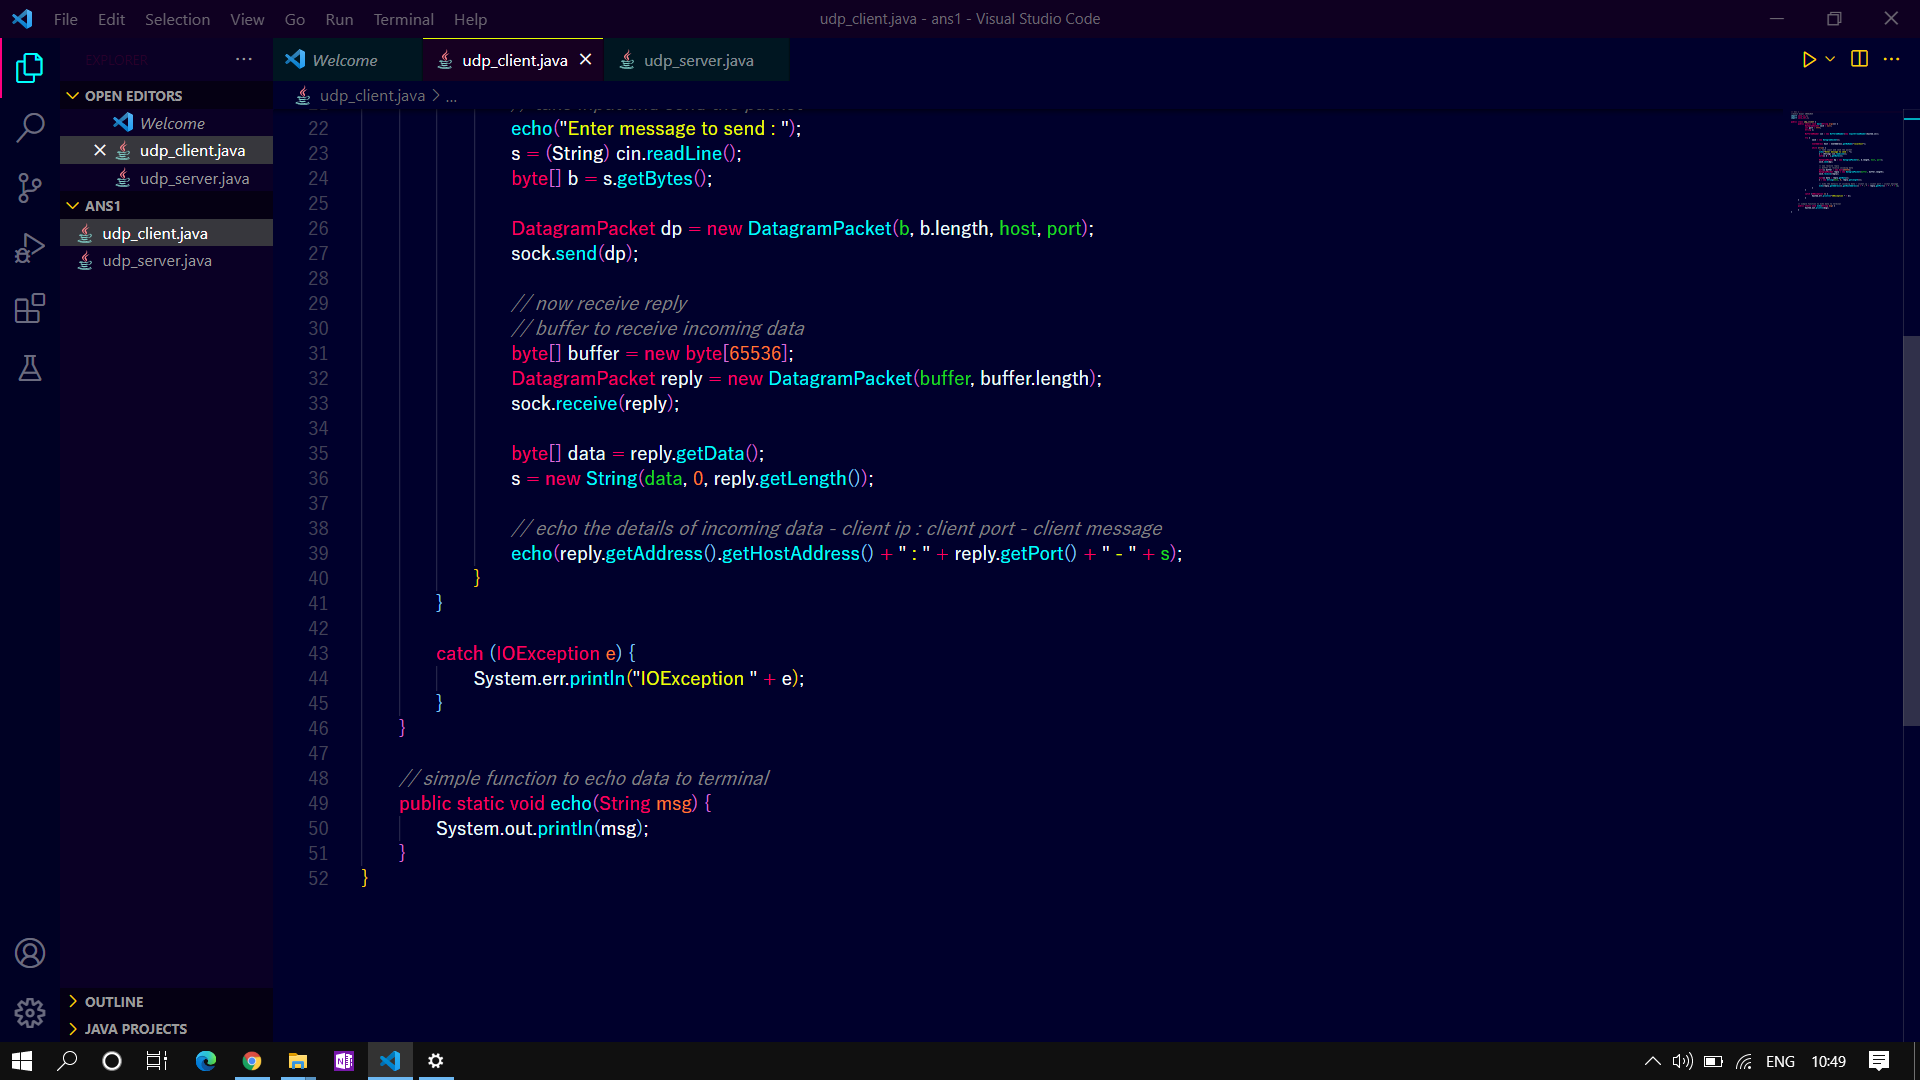 File Edit Selection View Go Run Terminal Help
udp_client.java - ans1 - Visual Studio Code
EXPLORER
OPEN EDITORS
Welcome
udp_client.java
udp_server.java
ANS1
udp_client.java
udp_server.java
OUTLINE
JAVA PROJECTS
Welcome udp_client.java udp_server.java
udp_client.java > ...
// take input and send the packet
22 echo("Enter message to send : ");
23 s = (String) cin.readLine();
24 byte[] b = s.getBytes();
25
26 DatagramPacket dp = new DatagramPacket(b, b.length, host, port);
27 sock.send(dp);
28
29 // now receive reply
30 // buffer to receive incoming data
31 byte[] buffer = new byte[65536];
32 DatagramPacket reply = new DatagramPacket(buffer, buffer.length);
33 sock.receive(reply);
34
35 byte[] data = reply.getData();
36 s = new String(data, 0, reply.getLength());
37
38 // echo the details of incoming data - client ip : client port - client message
39 echo(reply.getAddress().getHostAddress() + " : " + reply.getPort() + " - " + s);
40 }
41 }
42
43 catch (IOException e) {
44 System.err.println("IOException " + e);
45 }
46 }
47
48 // simple function to echo data to terminal
49 public static void echo(String msg) {
50 System.out.println(msg);
51 }
52 }
ENG 10:49